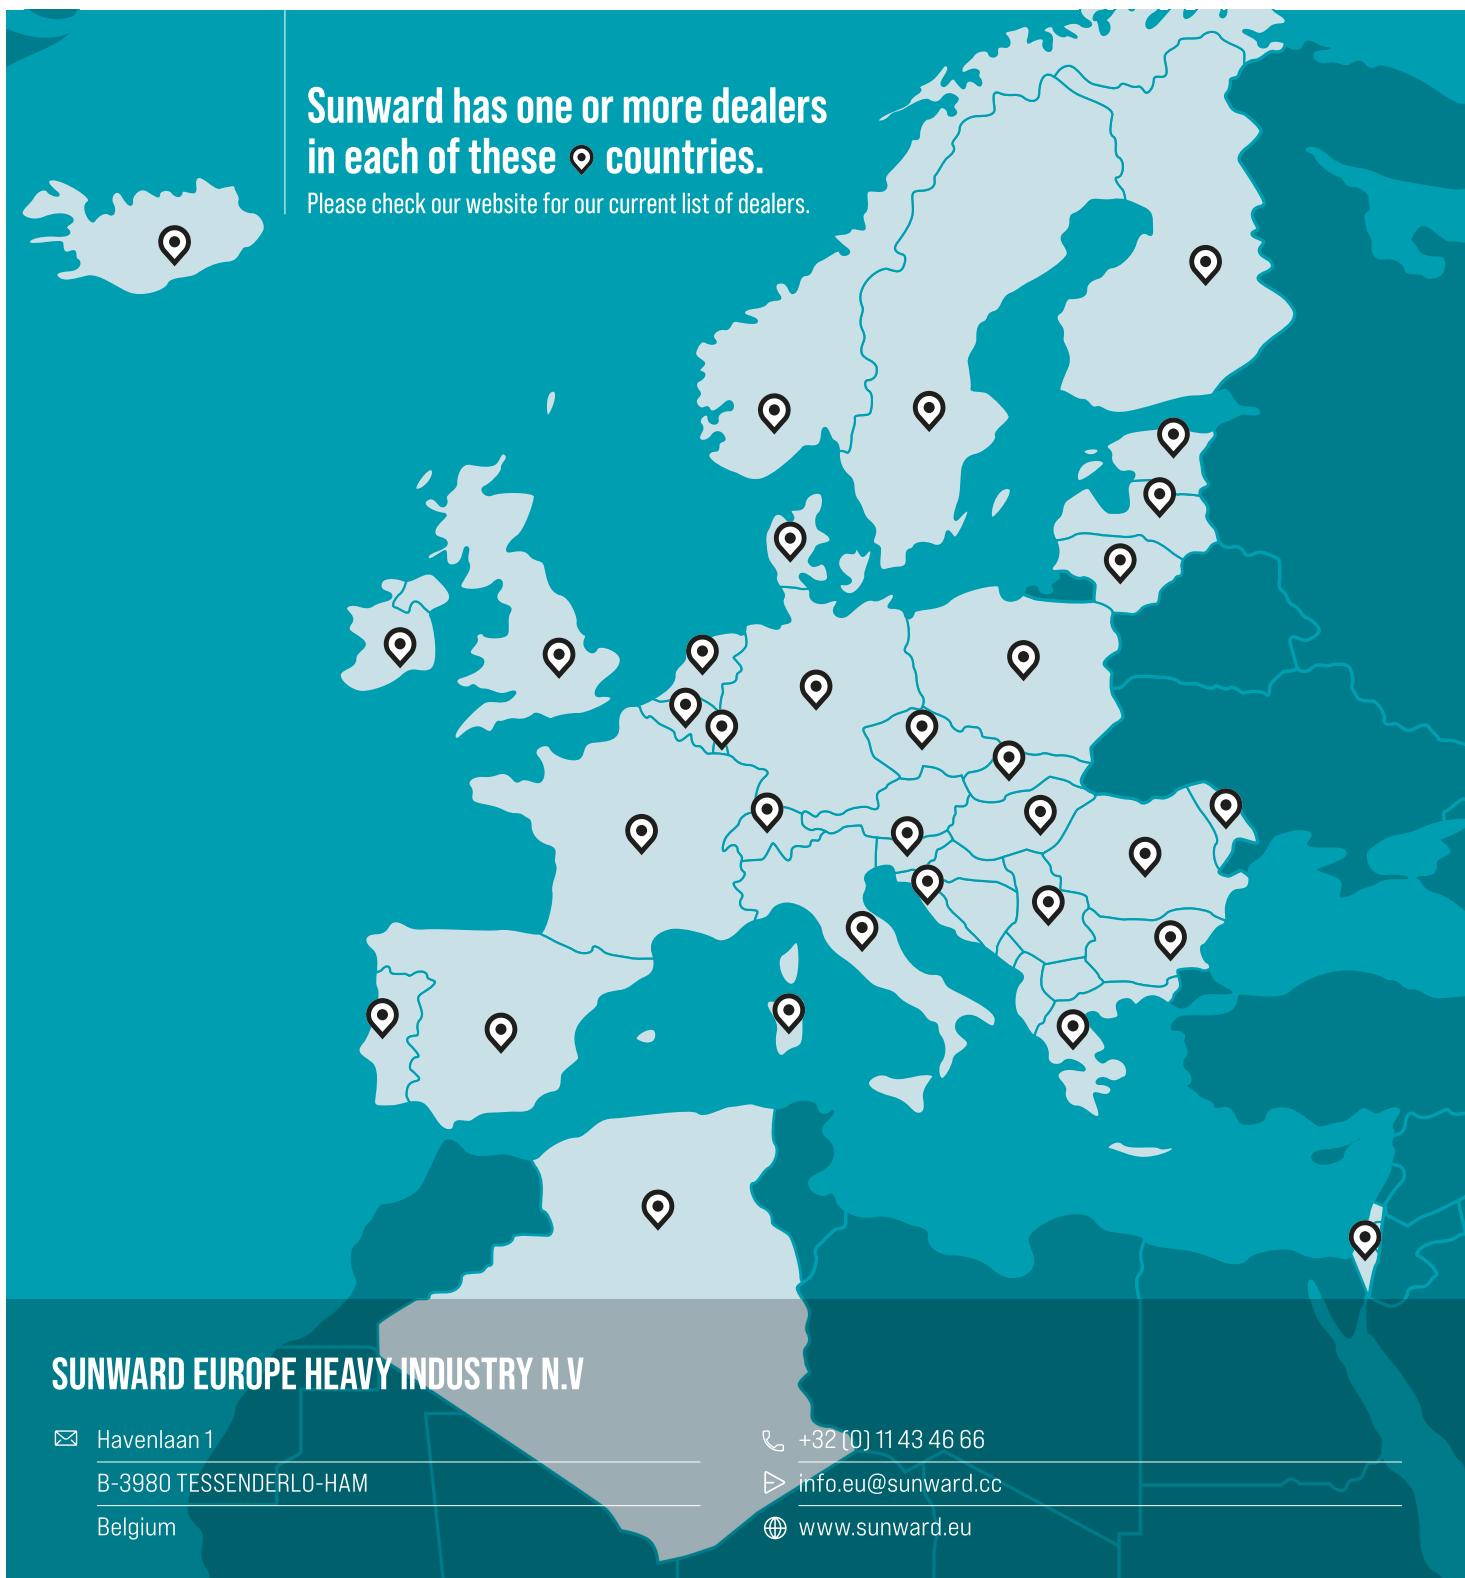 Sunward has one or more dealers
in each of these countries.
Please check our website for our current list of dealers.
SUNWARD EUROPE HEAVY INDUSTRY N.V
Havenlaan 1
B-3980 TESSENDERLO-HAM
Belgium
+32 (0) 11 43 46 66
info.eu@sunward.cc
www.sunward.eu